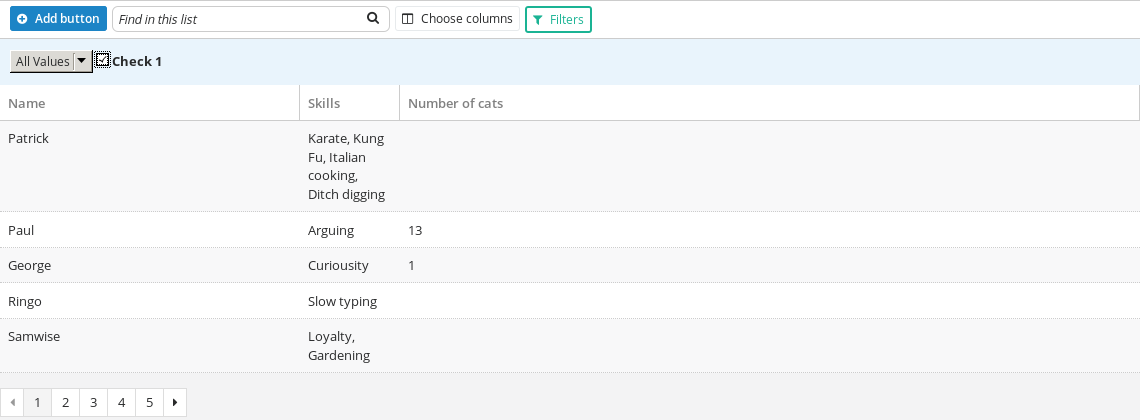 Add button Find in this list Choose columns Filters
All Values Check 1
Name Skills Number of cats
Patrick Karate, Kung
Fu, Italian
cooking,
Ditch digging
Paul Arguing 13
George Curiousity 1
Ringo Slow typing
Samwise Loyalty,
Gardening
1 2 3 4 5